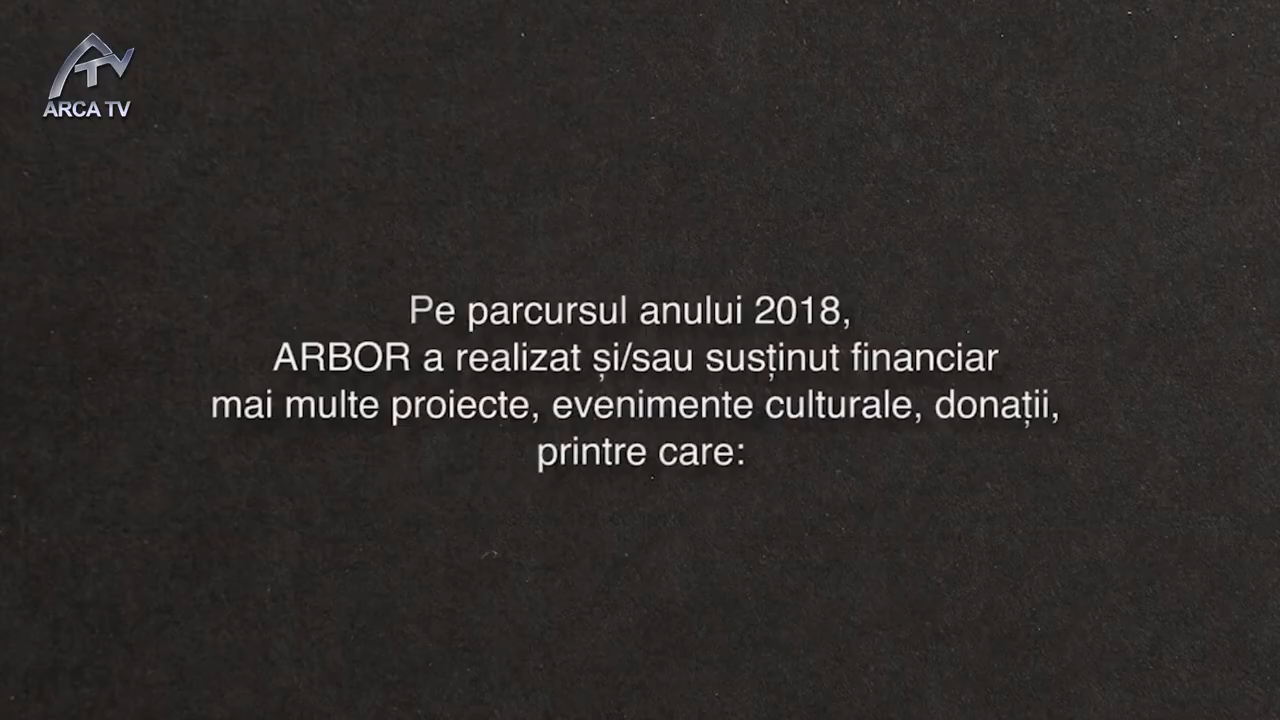 ARCA TV
Pe parcursul anului 2018,
ARBOR a realizat și/sau susținut financiar
mai multe proiecte, evenimente culturale, donații,
printre care: